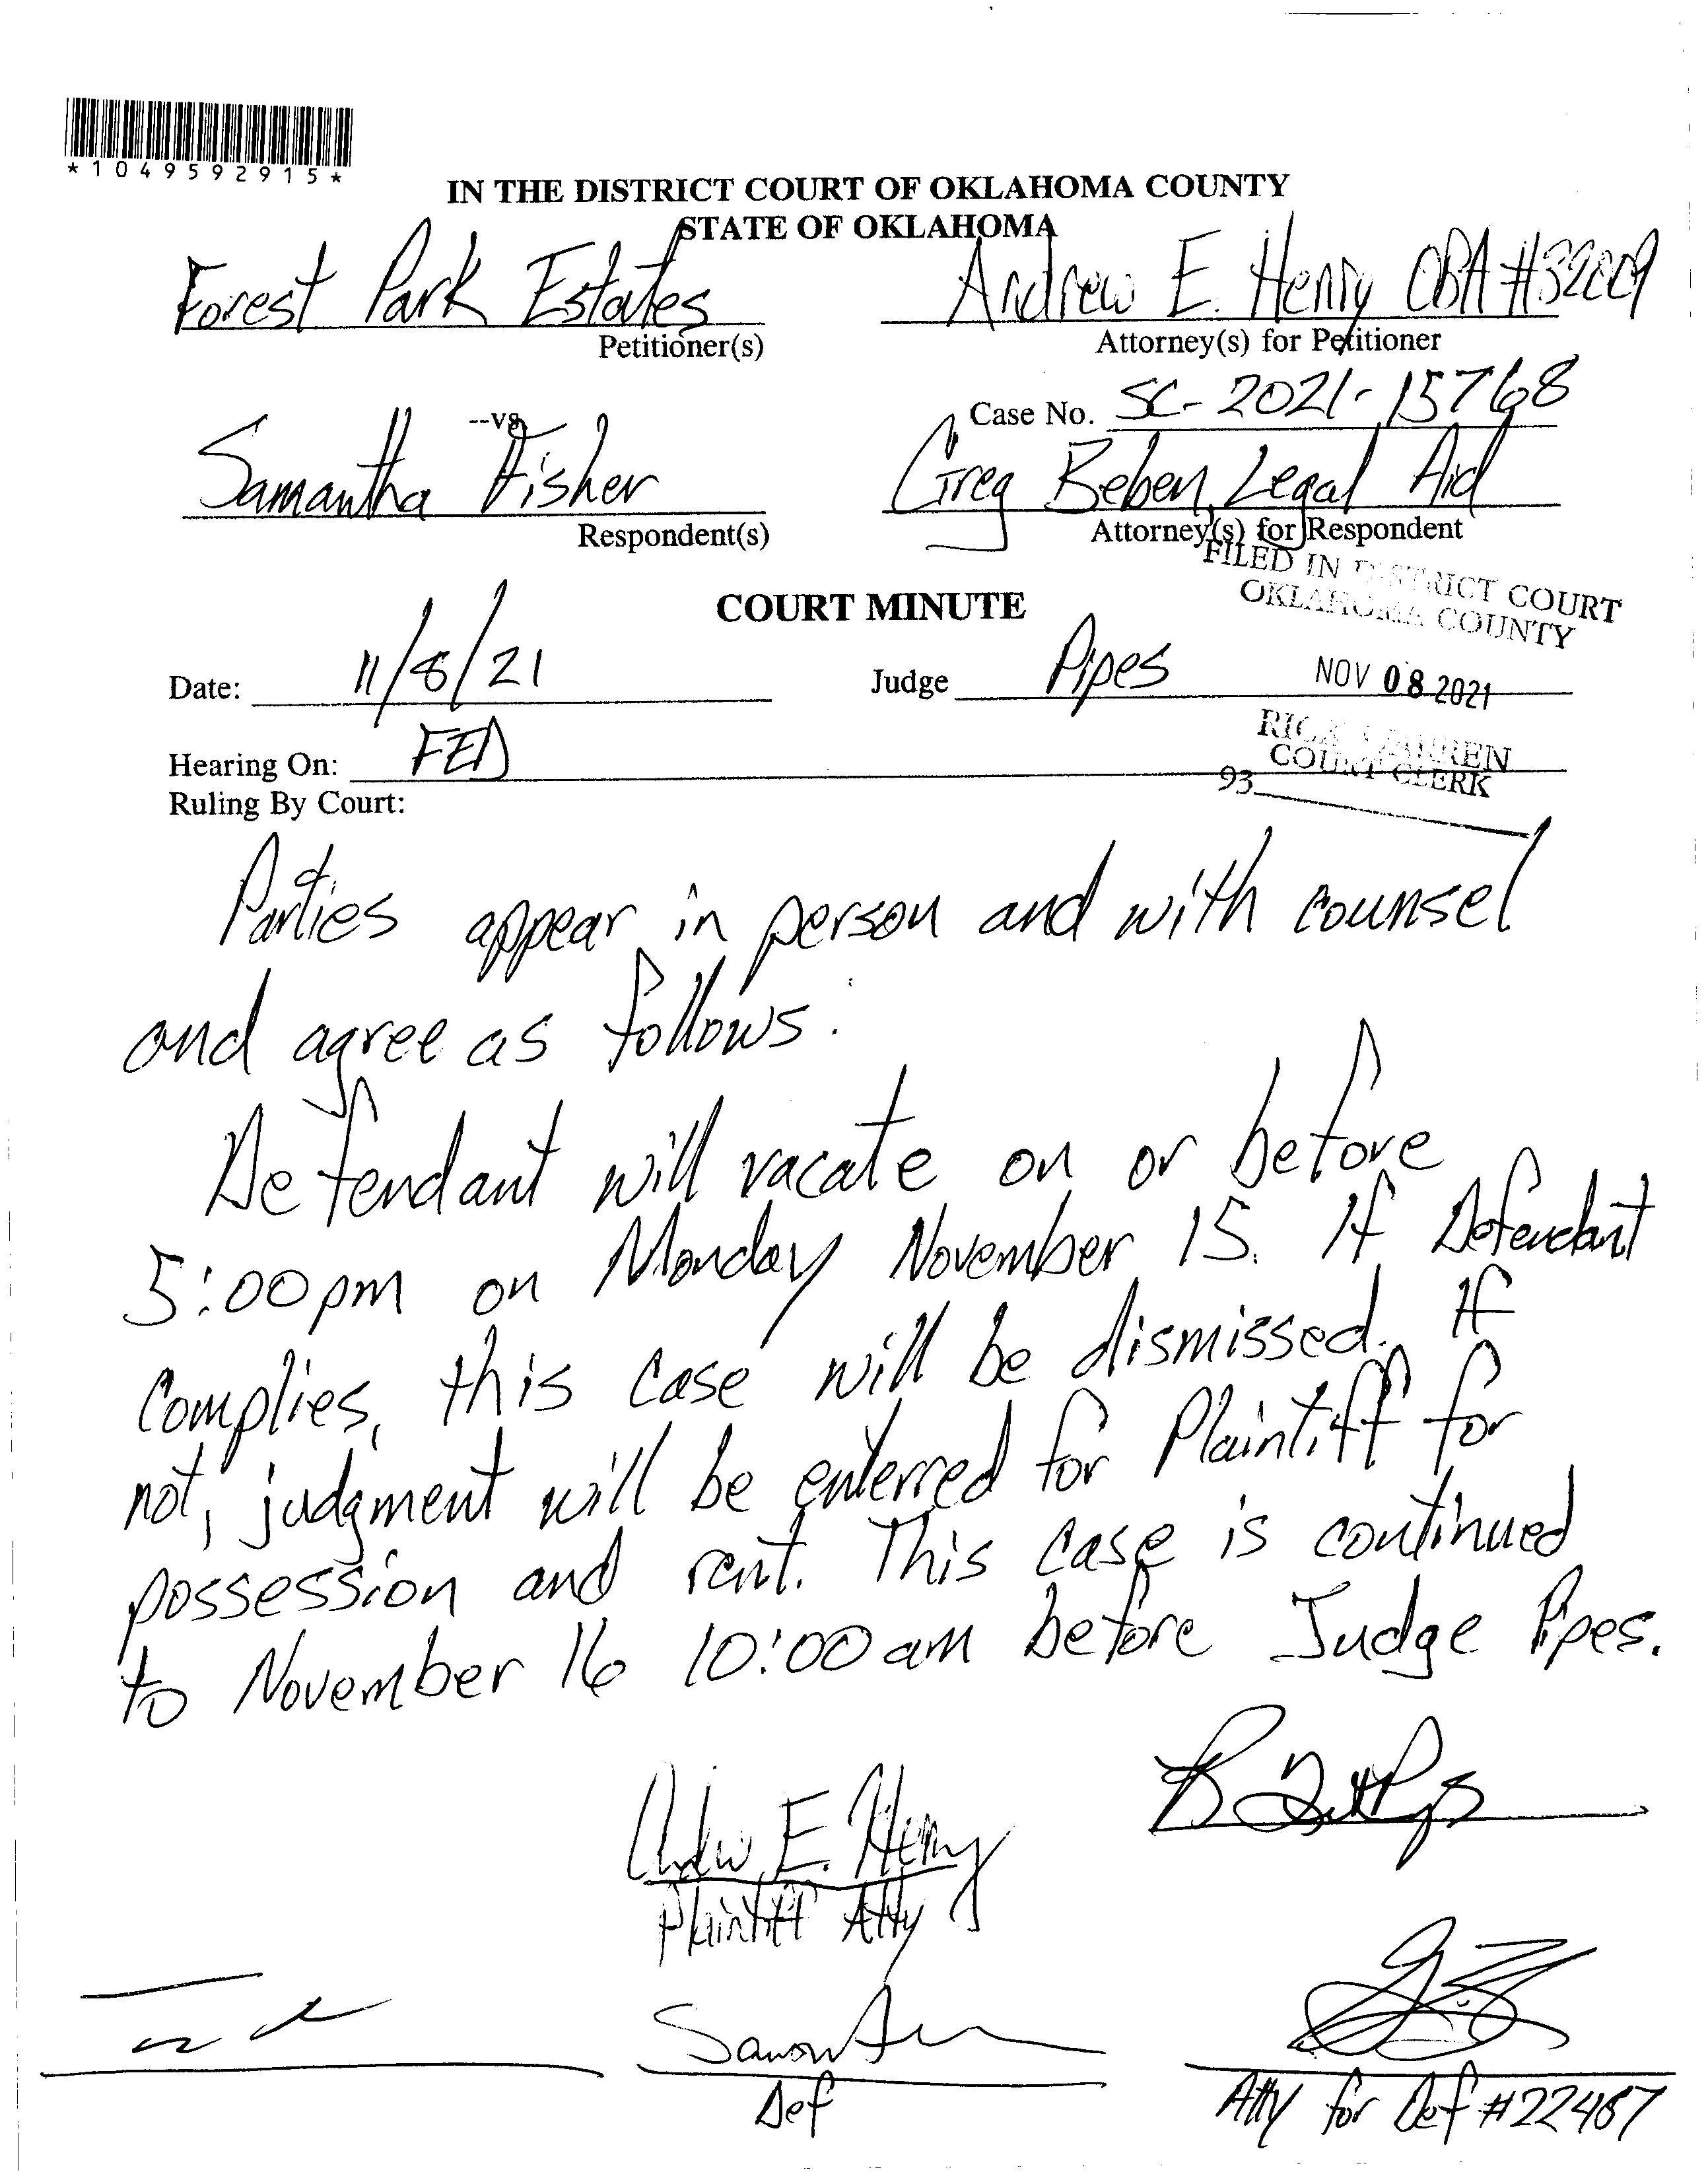 *1049592915*
IN THE DISTRICT COURT OF OKLAHOMA COUNTY
STATE OF OKLAHOMA
Forest Park Estates
Petitioner(s)
Andrew E. Henry OBA #32009
Attorney(s) for Petitioner
--vs
Case No. SC-2021-15768
Samantha Fisher
Respondent(s)
Greg Beben, Legal Aid
Attorney(s) for Respondent
FILED IN DISTRICT COURT
OKLAHOMA COUNTY
COURT MINUTE
Date: 11/8/21
Judge Pipes
NOV 08 2021
Hearing On: FED
RICK WARREN
COURT CLERK
93
Ruling By Court:
Parties appear in person and with counsel
and agree as follows:
Defendant will vacate on or before
5:00pm on Monday November 15. If Defendant
complies, this case will be dismissed. If
not, judgment will be enterred for Plaintiff for
possession and rent. This case is continued
to November 16 10:00am before Judge Pipes.
Andrew E. Henry
Plaintiff Atty
Def
Atty for Def #22487